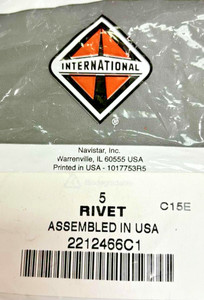 INTERNATIONAL
Navistar, Inc.
Warrenville, IL 60555 USA
Printed in USA - 1017753R5
5
RIVET
C15E
ASSEMBLED IN USA
2212466C1